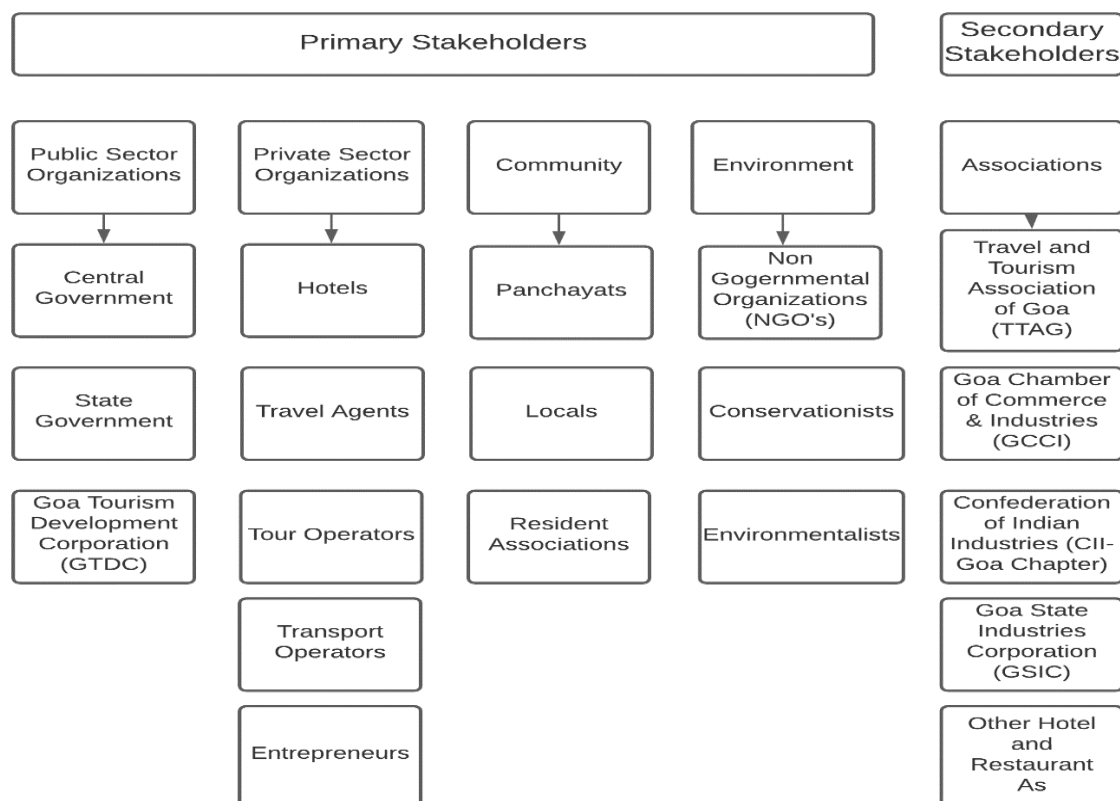 Primary Stakeholders
Secondary
Stakeholders
Public Sector
Organizations
Private Sector
Organizations
Community
Environment
Associations
Central
Government
Hotels
Panchayats
Non
Gogernmental
Organizations
(NGO's)
Travel and
Tourism
Association
of Goa
(TTAG)
State
Government
Travel Agents
Locals
Conservationists
Goa Chamber
of Commerce
& Industries
(GCCI)
Goa Tourism
Development
Corporation
(GTDC)
Tour Operators
Resident
Associations
Environmentalists
Confederation
of Indian
Industries (CII-
Goa Chapter)
Transport
Operators
Goa State
Industries
Corporation
(GSIC)
Entrepreneurs
Other Hotel
and
Restaurant
As